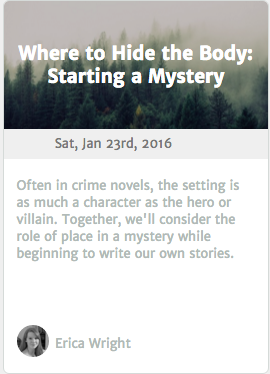 Where to Hide the Body:
Starting a Mystery
Sat, Jan 23rd, 2016
Often in crime novels, the setting is
as much a character as the hero or
villain. Together, we'll consider the
role of place in a mystery while
beginning to write our own stories.
Erica Wright